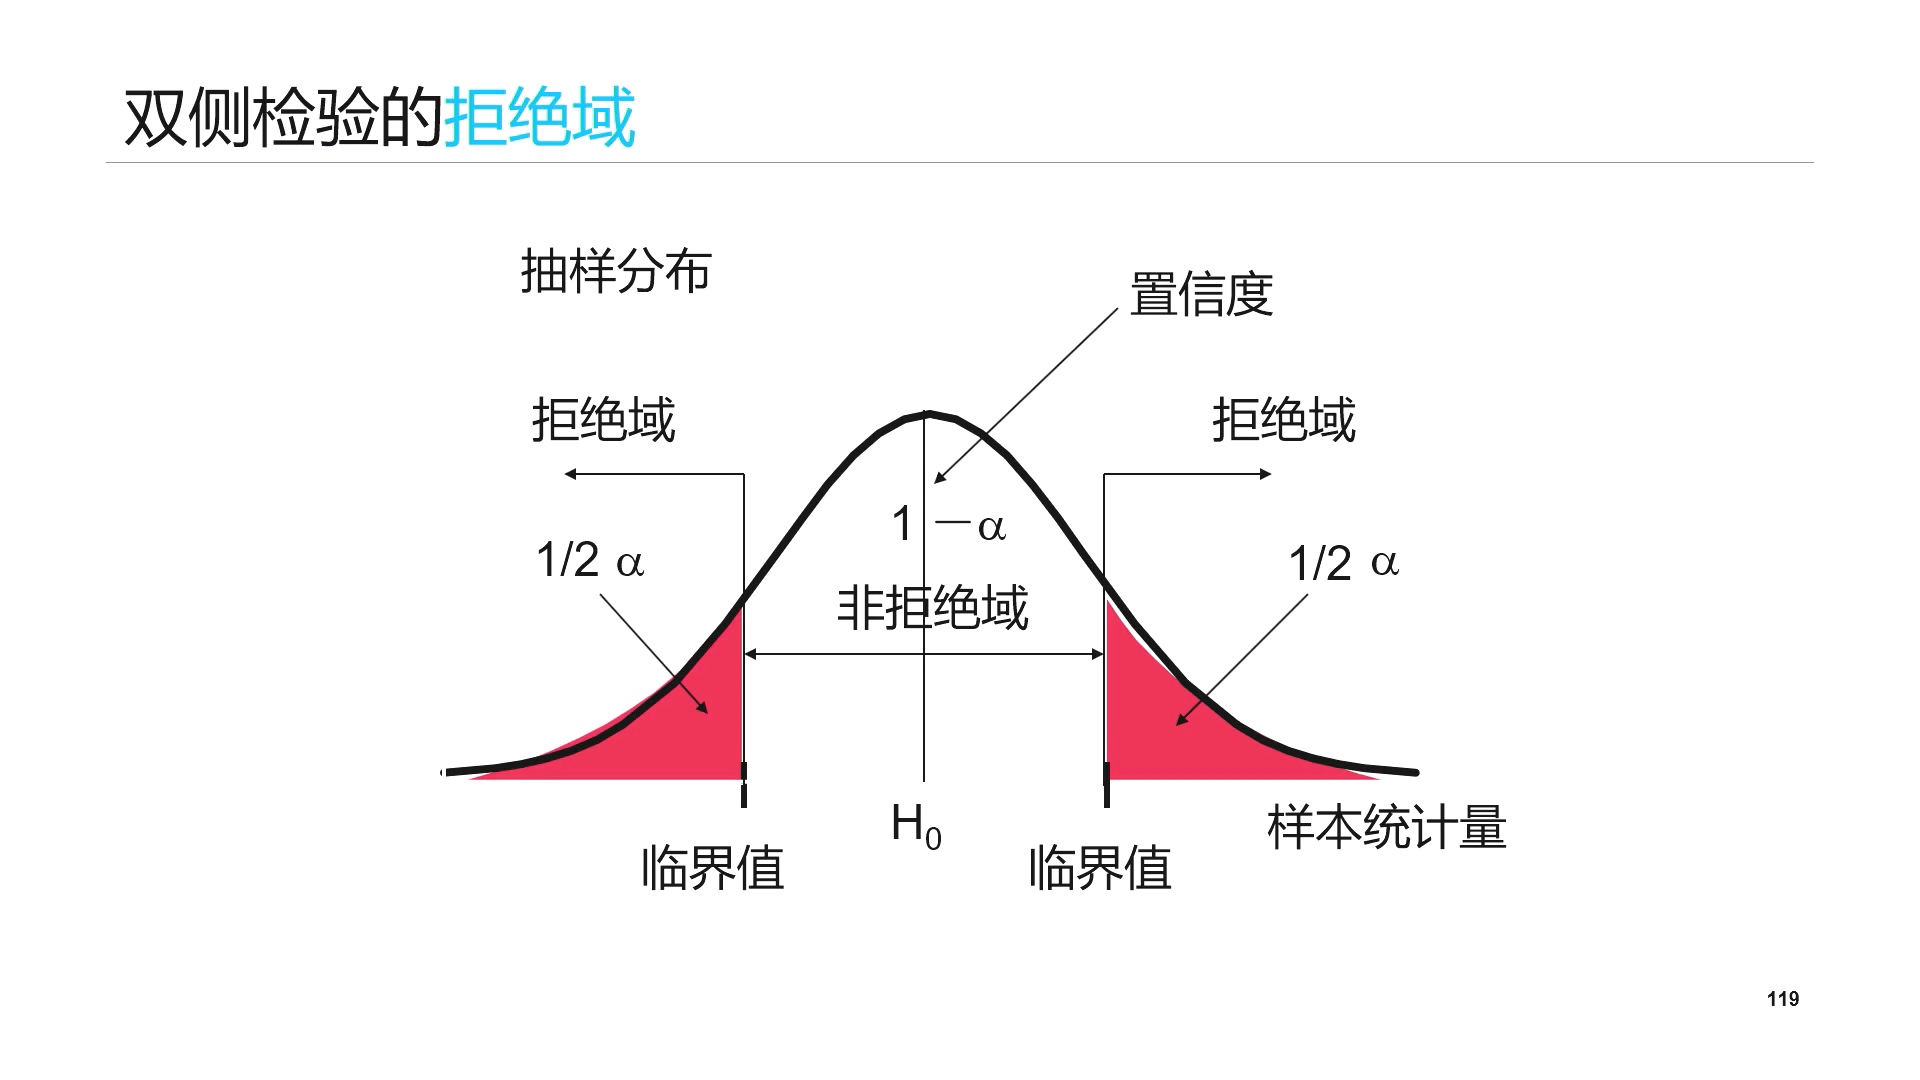 双侧检验的拒绝域
抽样分布
置信度
拒绝域
拒绝域
1 — α
1/2 α
1/2 α
非拒绝域
H₀
样本统计量
临界值
临界值
119